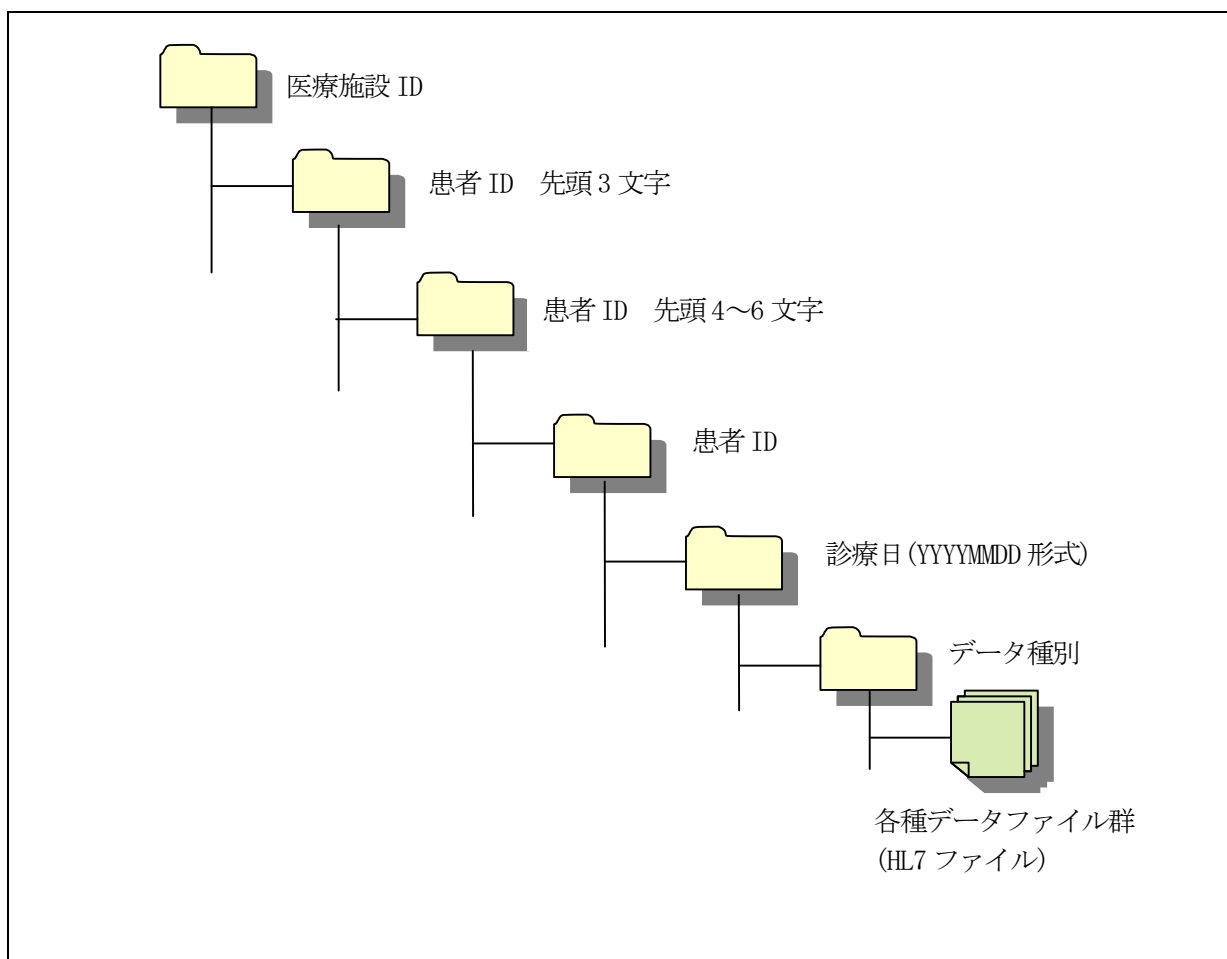 医療施設 ID
患者 ID　先頭 3 文字
患者 ID　先頭 4～6 文字
患者 ID
診療日(YYYYMMDD 形式)
データ種別
各種データファイル群
(HL7 ファイル)